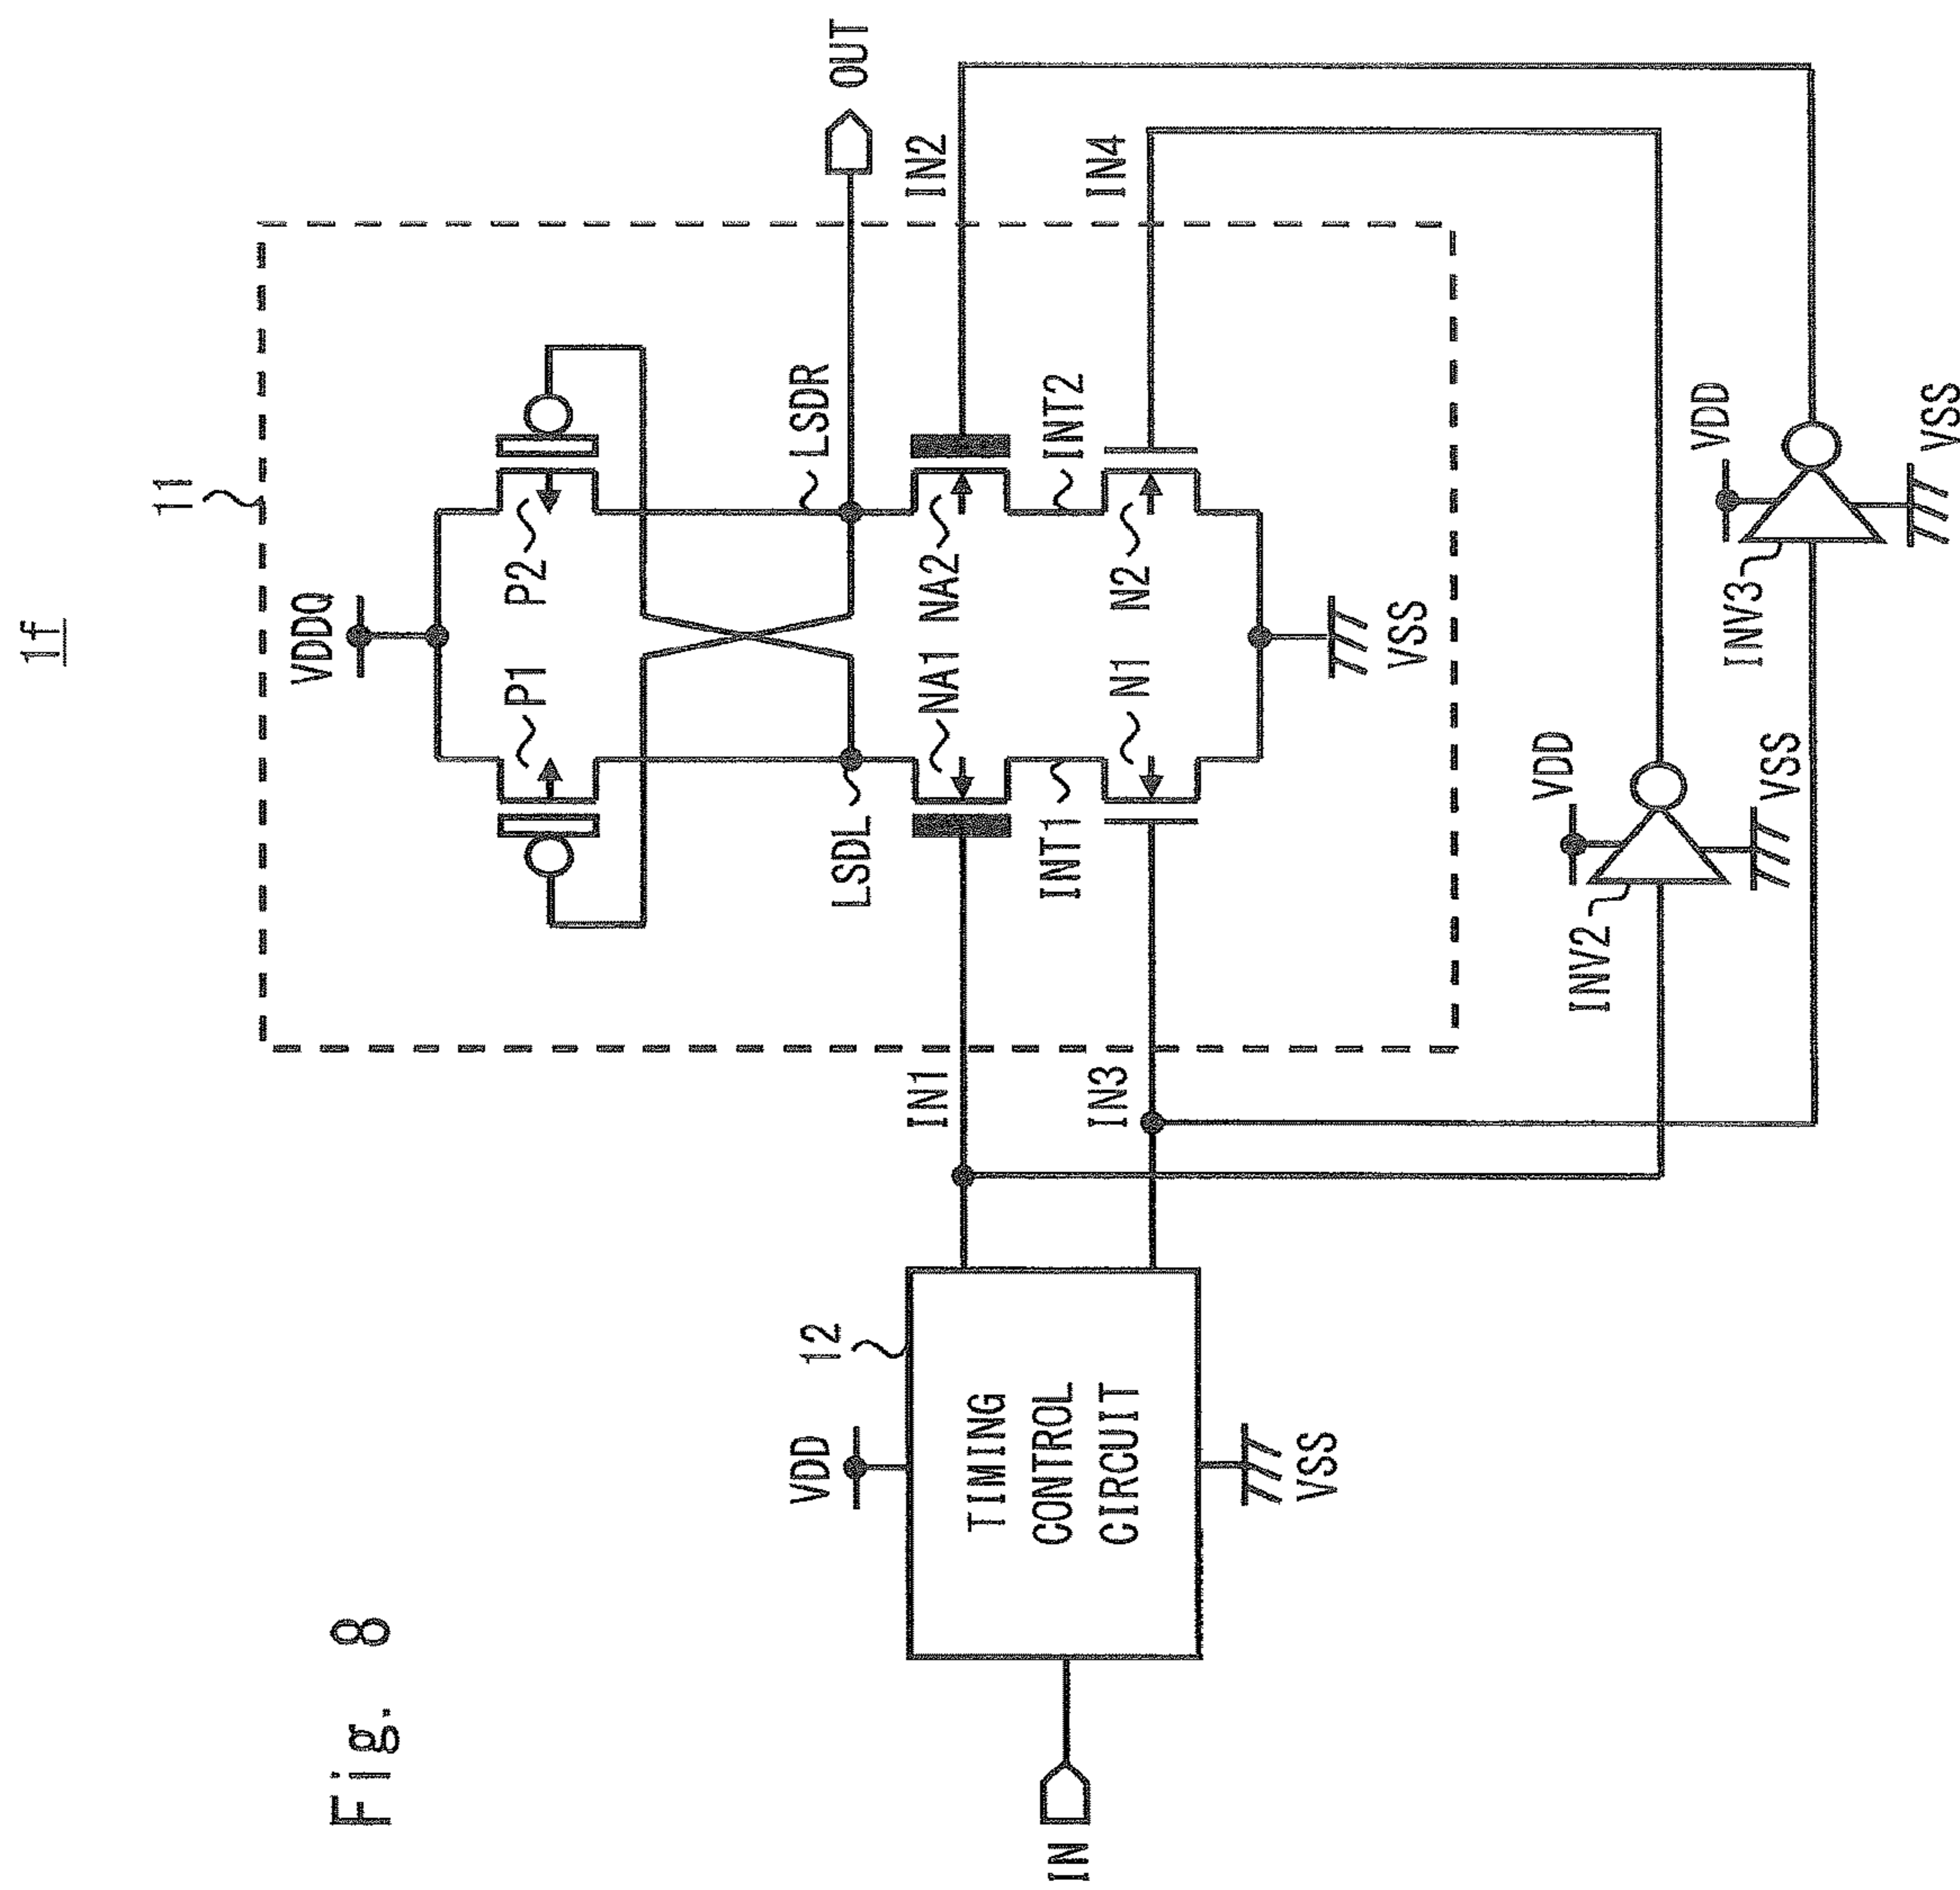 Fig. 8
1f
11
VDDQ
P1
P2
LSDL
LSDR
OUT
NA1
NA2
IN1
IN2
INT1
INT2
N1
N2
IN3
IN4
VSS
12
VDD
TIMING
CONTROL
CIRCUIT
VSS
IN
VDD
INV2
VSS
VDD
INV3
VSS